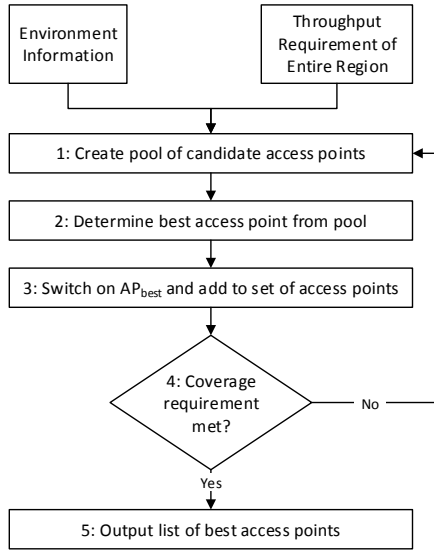 Environment
Information
Throughput
Requirement of
Entire Region
1: Create pool of candidate access points
2: Determine best access point from pool
3: Switch on APbest and add to set of access points
4: Coverage
requirement
met?
No
Yes
5: Output list of best access points